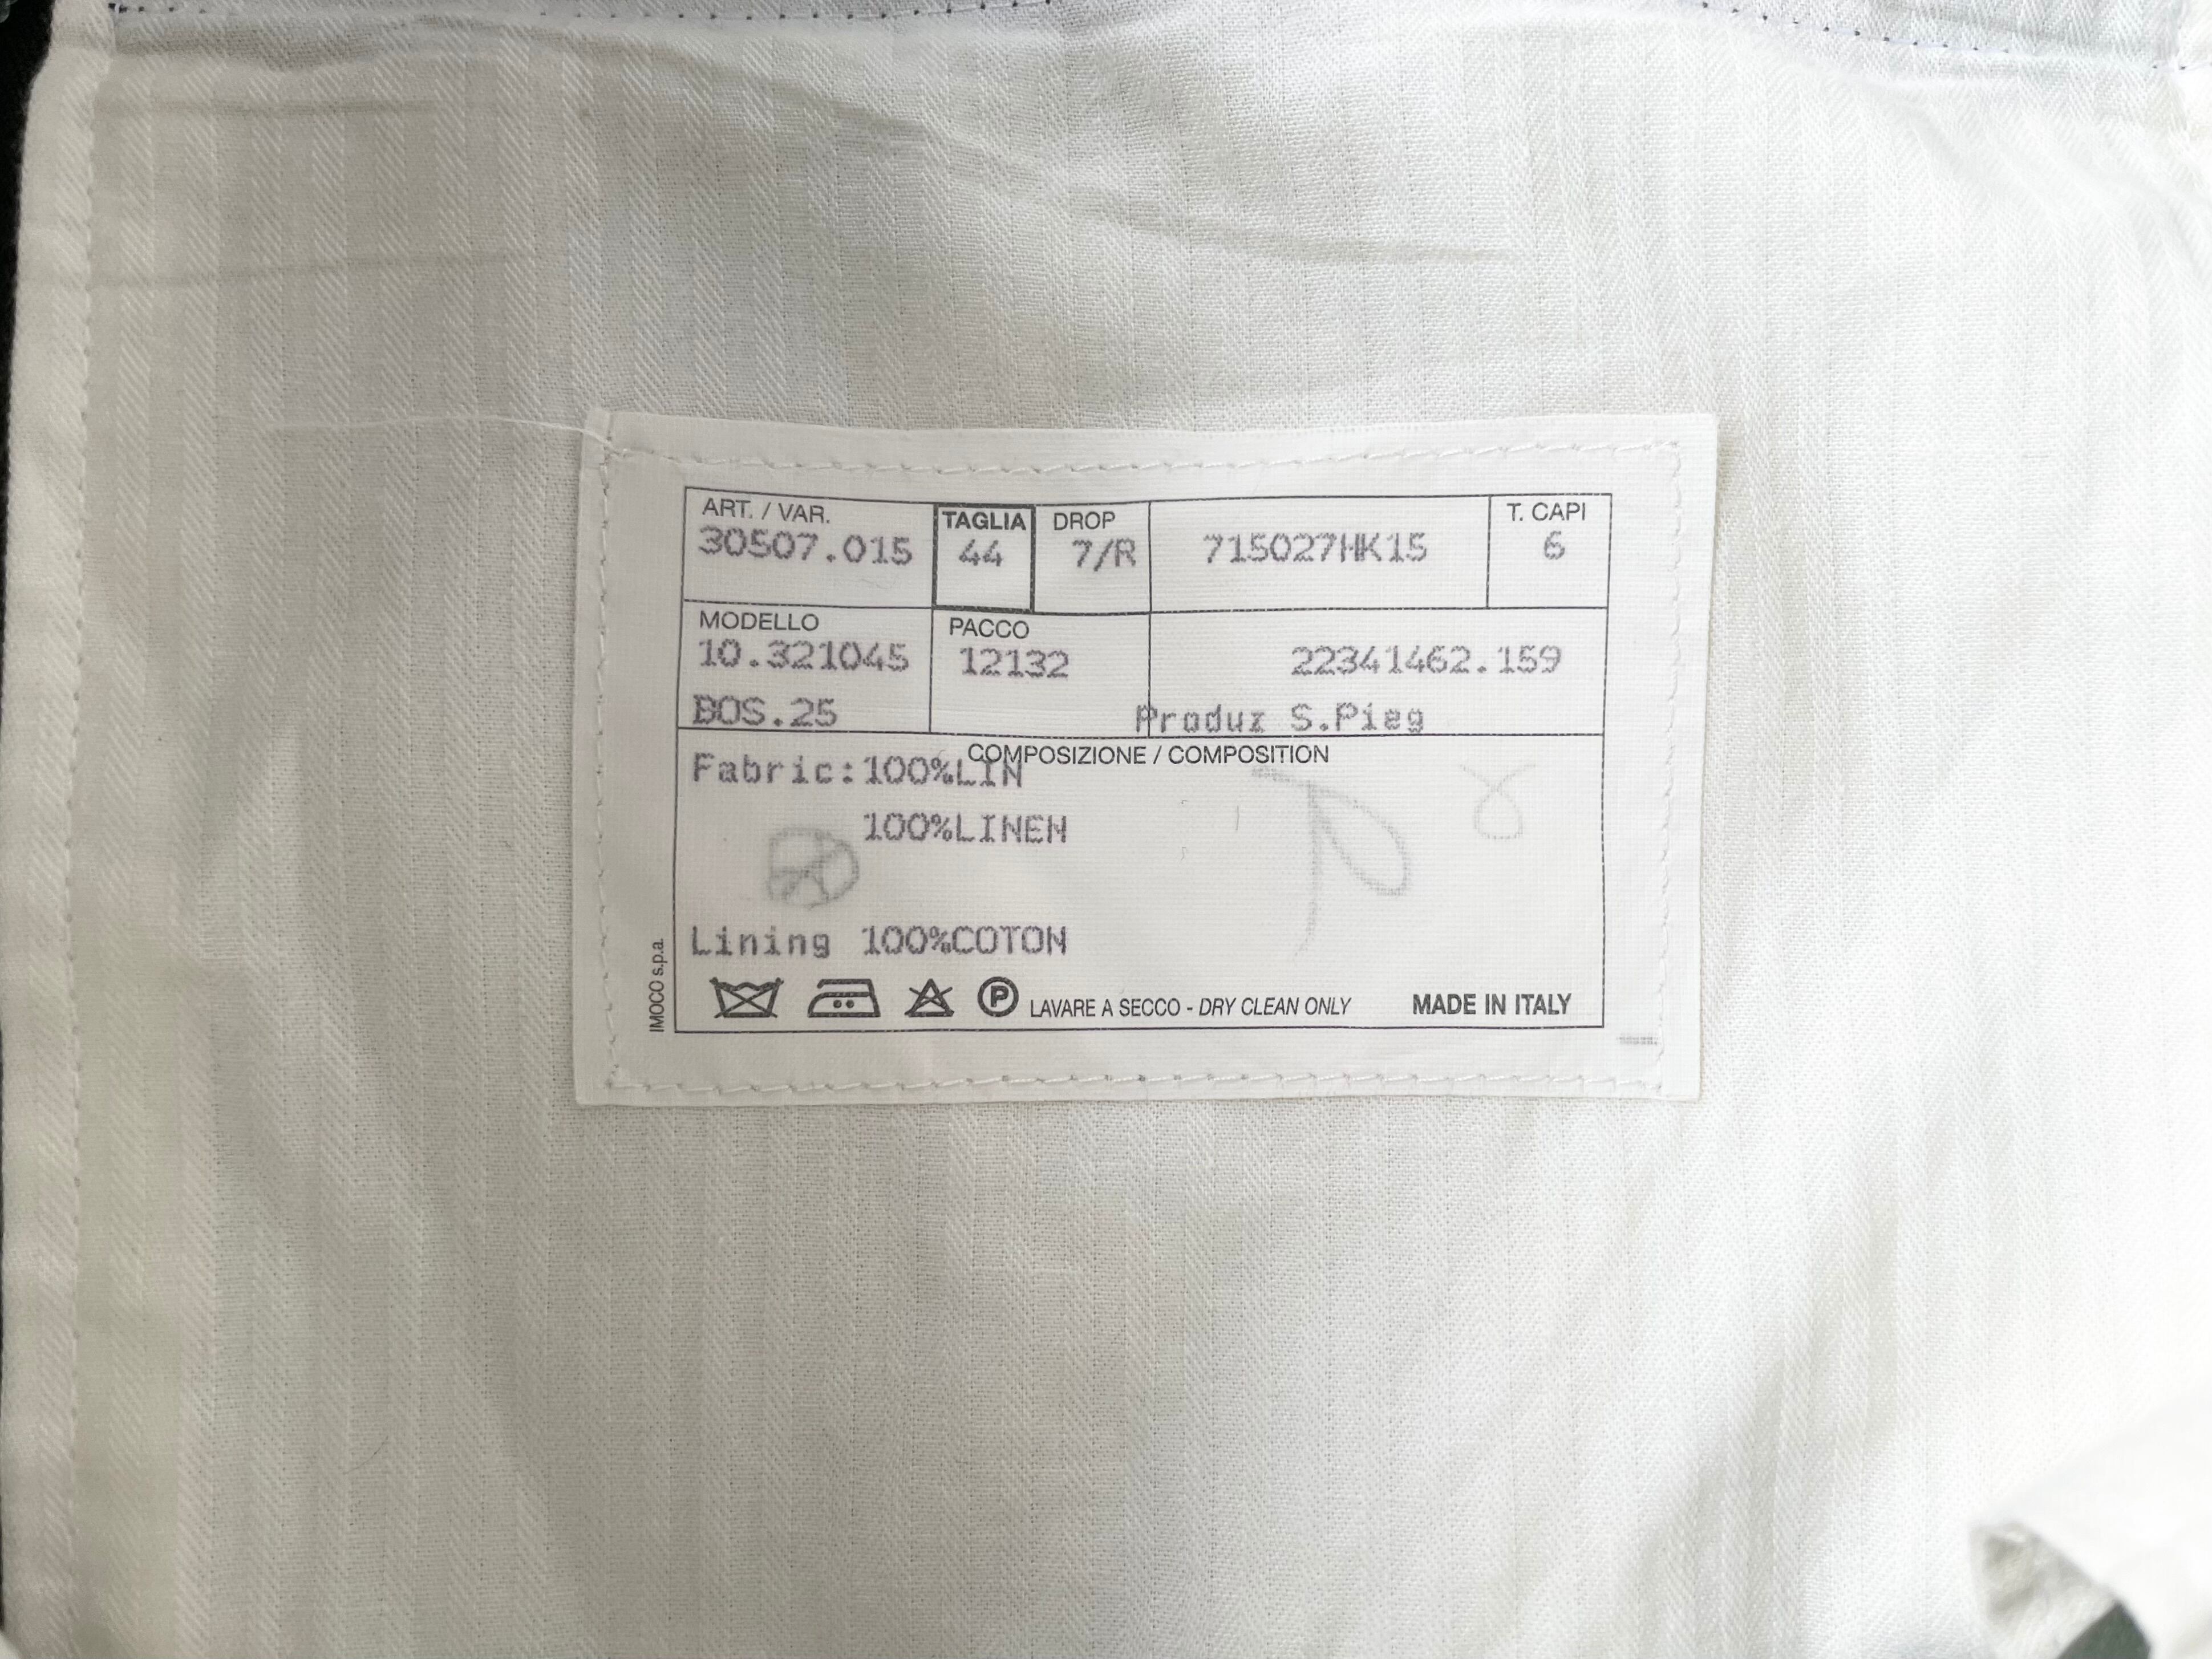 ART. / VAR. TAGLIA DROP T. CAPI
30507.015 44 7/R 715027HK15 6
MODELLO PACCO
10.321045 12132 22341462.159
BOS.25 Produz S.Pieg
COMPOSIZIONE / COMPOSITION
Fabric:100%LIN
100%LINEN
Lining 100%COTON
P LAVARE A SECCO - DRY CLEAN ONLY MADE IN ITALY
IMOCO s.p.a.